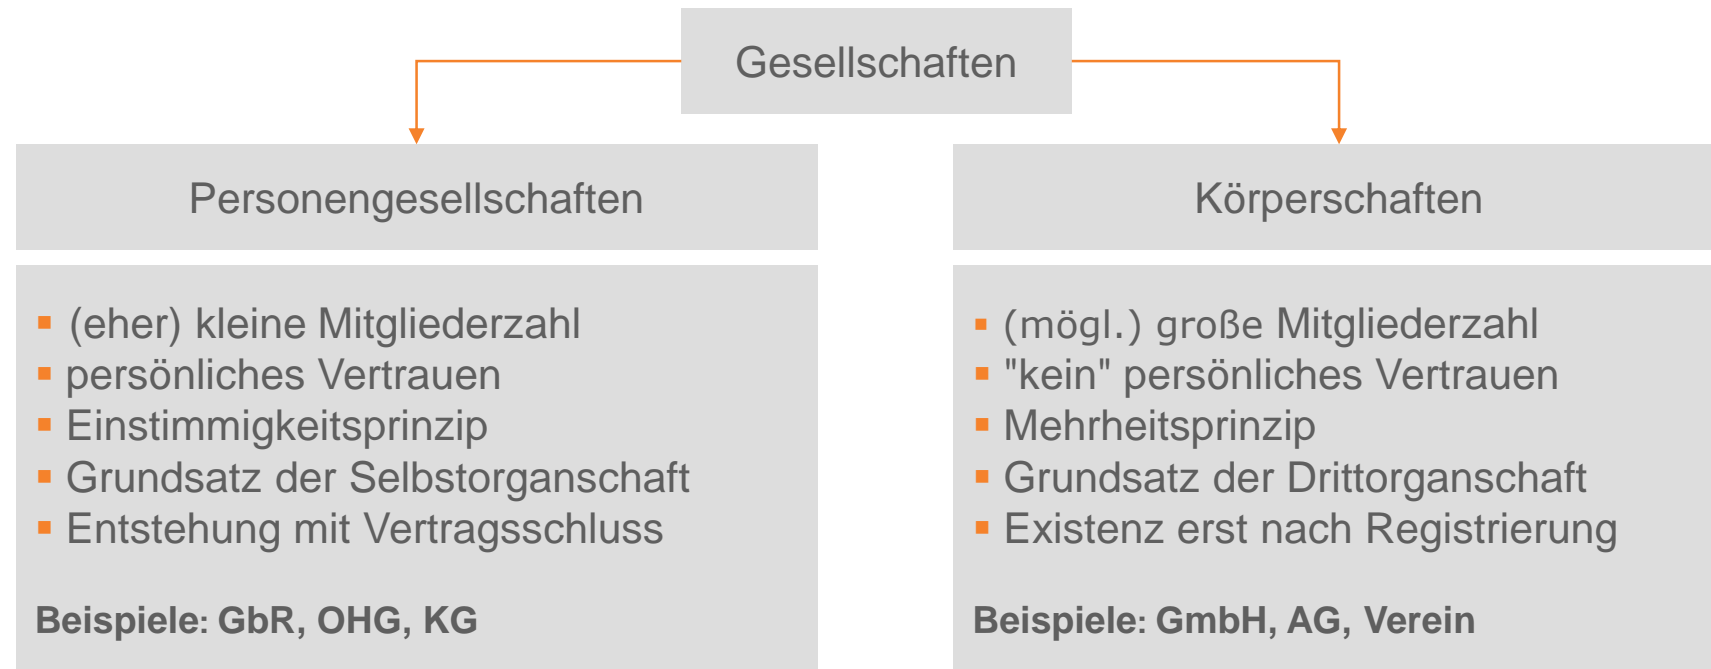 Gesellschaften
Personengesellschaften
(eher) kleine Mitgliederzahl
persönliches Vertrauen
Einstimmigkeitsprinzip
Grundsatz der Selbstorganschaft
Entstehung mit Vertragsschluss
Beispiele: GbR, OHG, KG
Körperschaften
(mögl.) große Mitgliederzahl
"kein" persönliches Vertrauen
Mehrheitsprinzip
Grundsatz der Drittorganschaft
Existenz erst nach Registrierung
Beispiele: GmbH, AG, Verein